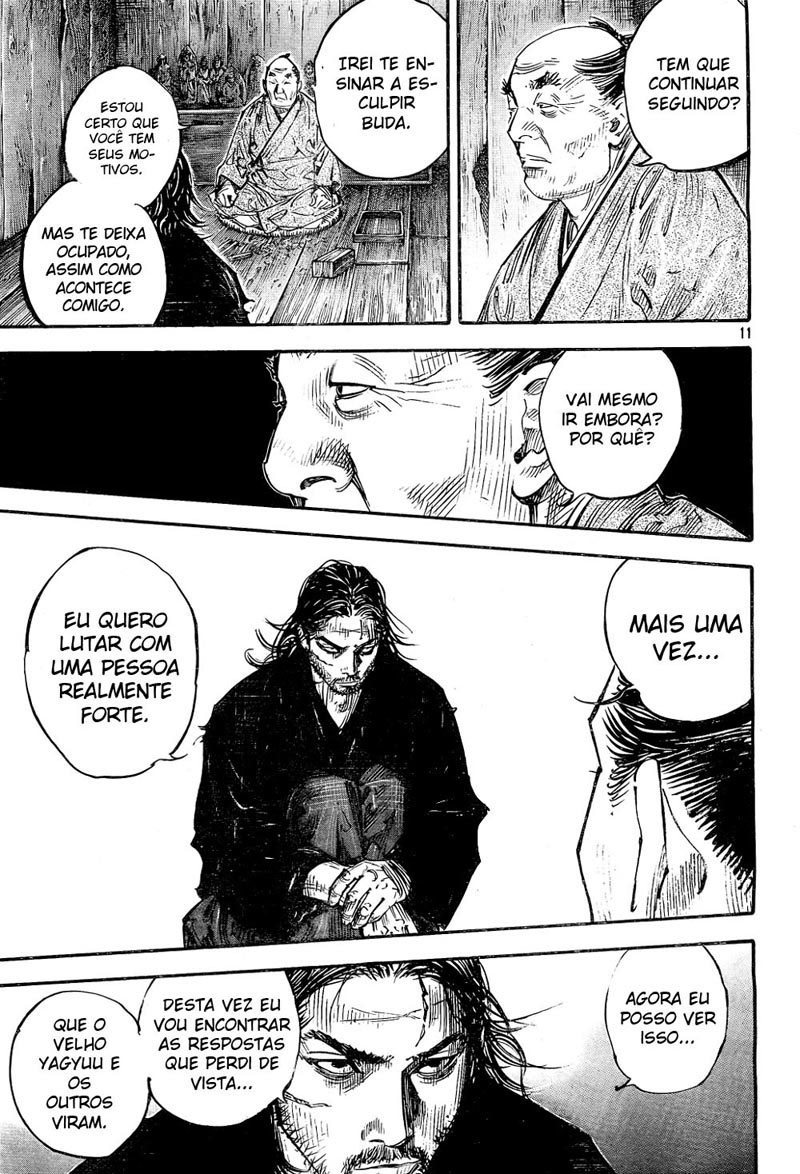 TEM QUE
CONTINUAR
SEGUINDO?
IREI TE EN-
SINAR A ES-
CULPIR
BUDA.
ESTOU
CERTO QUE
VOCÊ TEM
SEUS MO-
TIVOS.
MAS TE DEIXA
OCUPADO,
ASSIM COMO
ACONTECE
COMIGO.
11
VAI MESMO
IR EMBORA?
POR QUÊ?
MAIS UMA
VEZ...
EU QUERO
LUTAR COM
UMA PESSOA
REALMENTE
FORTE.
AGORA EU
POSSO VER
ISSO...
DESTA VEZ EU
VOU ENCONTRAR
AS RESPOSTAS
QUE PERDI DE
VISTA...
QUE O
VELHO
YAGYUU E
OS
OUTROS
VIRAM.